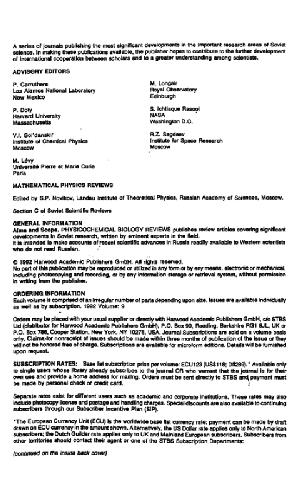 A series of journals publishing the most significant developments in the important research areas of Soviet
science. In making these publications available, the publisher hopes to contribute to the further development
of international cooperation between scholars and to a greater understanding among scientists.
ADVISORY EDITORS
P. Carruthers
Los Alamos National Laboratory
New Mexico
M. Longair
Royal Observatory
Edinburgh
P. Doty
Harvard University
Massachusetts
S. Ichtiaque Rasool
NASA
Washington D.C.
V.I. Gol'danskii
Institute of Chemical Physics
Moscow
R.Z. Sagdeev
Institute for Space Research
Moscow
M. Lévy
Université Pierre et Marie Curie
Paris
MATHEMATICAL PHYSICS REVIEWS
Edited by S.P. Novikov, Landau Institute of Theoretical Physics, Russian Academy of Sciences, Moscow.
Section C of Soviet Scientific Reviews
GENERAL INFORMATION
Aims and Scope. PHYSICOCHEMICAL BIOLOGY REVIEWS publishes review articles covering significant
developments in Soviet research, written by eminent experts in the field.
It is intended to make accounts of recent scientific advances in Russia readily available to Western scientists
who do not read Russian.
© 1992 Harwood Academic Publishers GmbH. All rights reserved.
No part of this publication may be reproduced or utilized in any form or by any means, electronic or mechanical,
including photocopying and recording, or by any information storage or retrieval system, without permission
in writing from the publisher.
ORDERING INFORMATION
Each volume is comprised of an irregular number of parts depending upon size. Issues are available individually
as well as by subscription. 1992 Volume: 9
Orders may be placed with your usual supplier or directly with Harwood Academic Publishers GmbH, c/o STBS
Ltd (distributor for Harwood Academic Publishers GmbH), P.O. Box 90, Reading, Berkshire RG1 8JL, UK or
P.O. Box 786, Cooper Station, New York, NY 10276, USA. Journal Subscriptions are sold on a volume basis
only. Claims for nonreceipt of issues should be made within three months of publication of the issue or they
will not be honored free of charge. Subscriptions are available for microform editions. Details will be furnished
upon request.
SUBSCRIPTION RATES: Base list subscription price per volume: * Available only
to single users whose library already subscribes to the journal OR who warrant that the journal is for their
own use and provide a home address for mailing. Orders must be sent directly to STBS and payment must
be made by personal check or credit card.
Separate rates exist for different users such as academic and corporate institutions. These rates may also
include photocopy license and postage and handling charges. Special discounts are also available to continuing
subscribers through our Subscriber Incentive Plan (SIP).
*The European Currency Unit (ECU) is the worldwide base list currency rate; payment can be made by draft
drawn on ECU currency in the amount shown. Alternatively, the US Dollar rate applies only to North American
subscribers; the Dutch Guilder rate applies only to UK and Mainland European subscribers. Subscribers from
other territories should contact their agent or one of the STBS Subscription Departments:
(continued on the inside back cover)